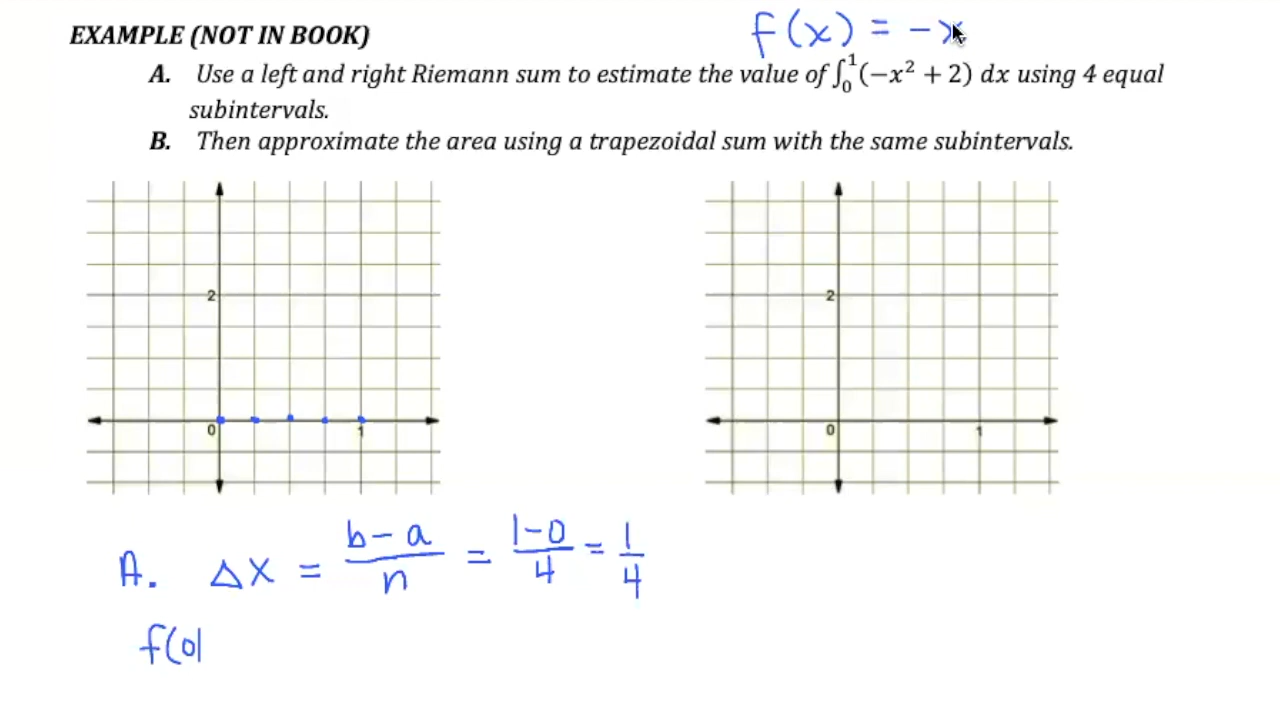 EXAMPLE (NOT IN BOOK)
f(x) = -x
A. Use a left and right Riemann sum to estimate the value of ∫₀¹(−x² + 2) dx using 4 equal
subintervals.
B. Then approximate the area using a trapezoidal sum with the same subintervals.
2
0
1
2
0
1
A. Δx = (b-a)/n = (1-0)/4 = 1/4
f(0